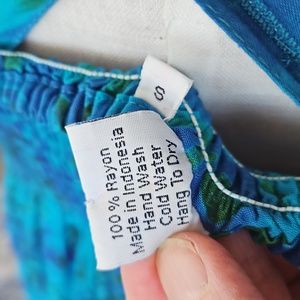 S
100 % Rayon
Made in Indonesia
Hand Wash
Cold Water
Hang To Dry